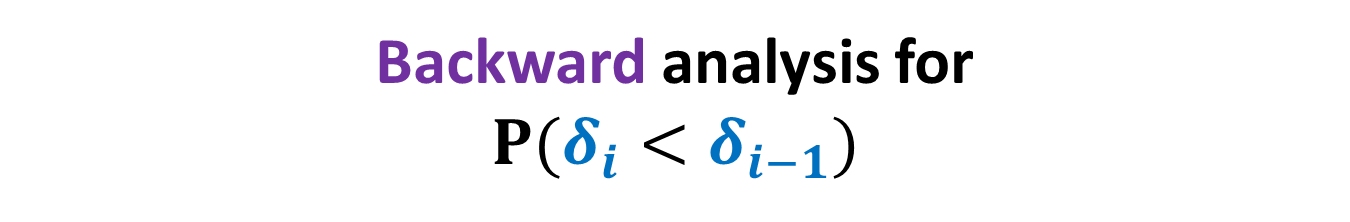 Backward analysis for
P(δᵢ < δᵢ₋₁)